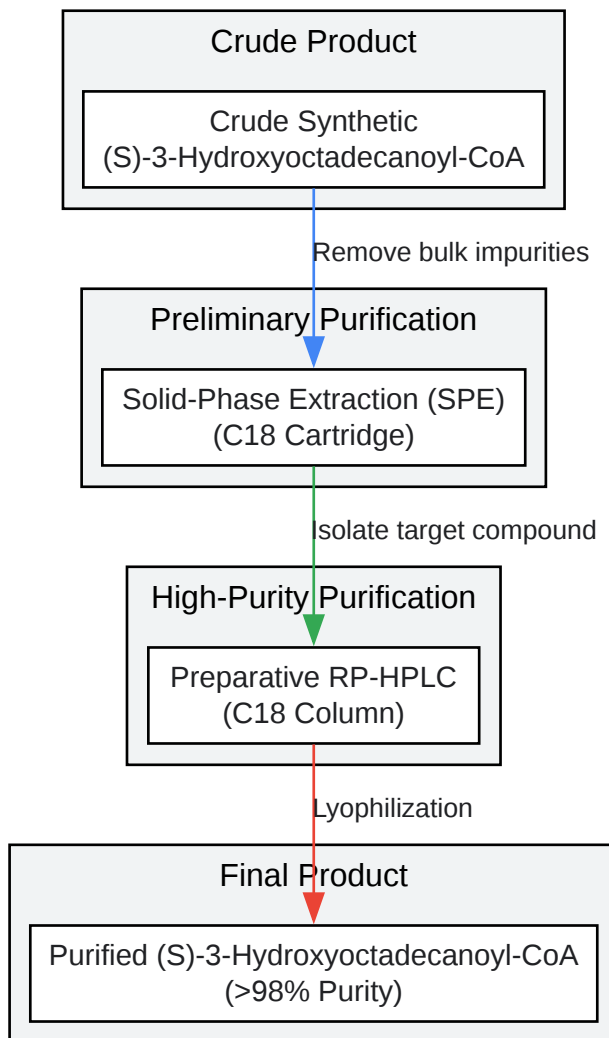 Crude Product
Crude Synthetic
(S)-3-Hydroxyoctadecanoyl-CoA
Remove bulk impurities
Preliminary Purification
Solid-Phase Extraction (SPE)
(C18 Cartridge)
Isolate target compound
High-Purity Purification
Preparative RP-HPLC
(C18 Column)
Lyophilization
Final Product
Purified (S)-3-Hydroxyoctadecanoyl-CoA
(>98% Purity)